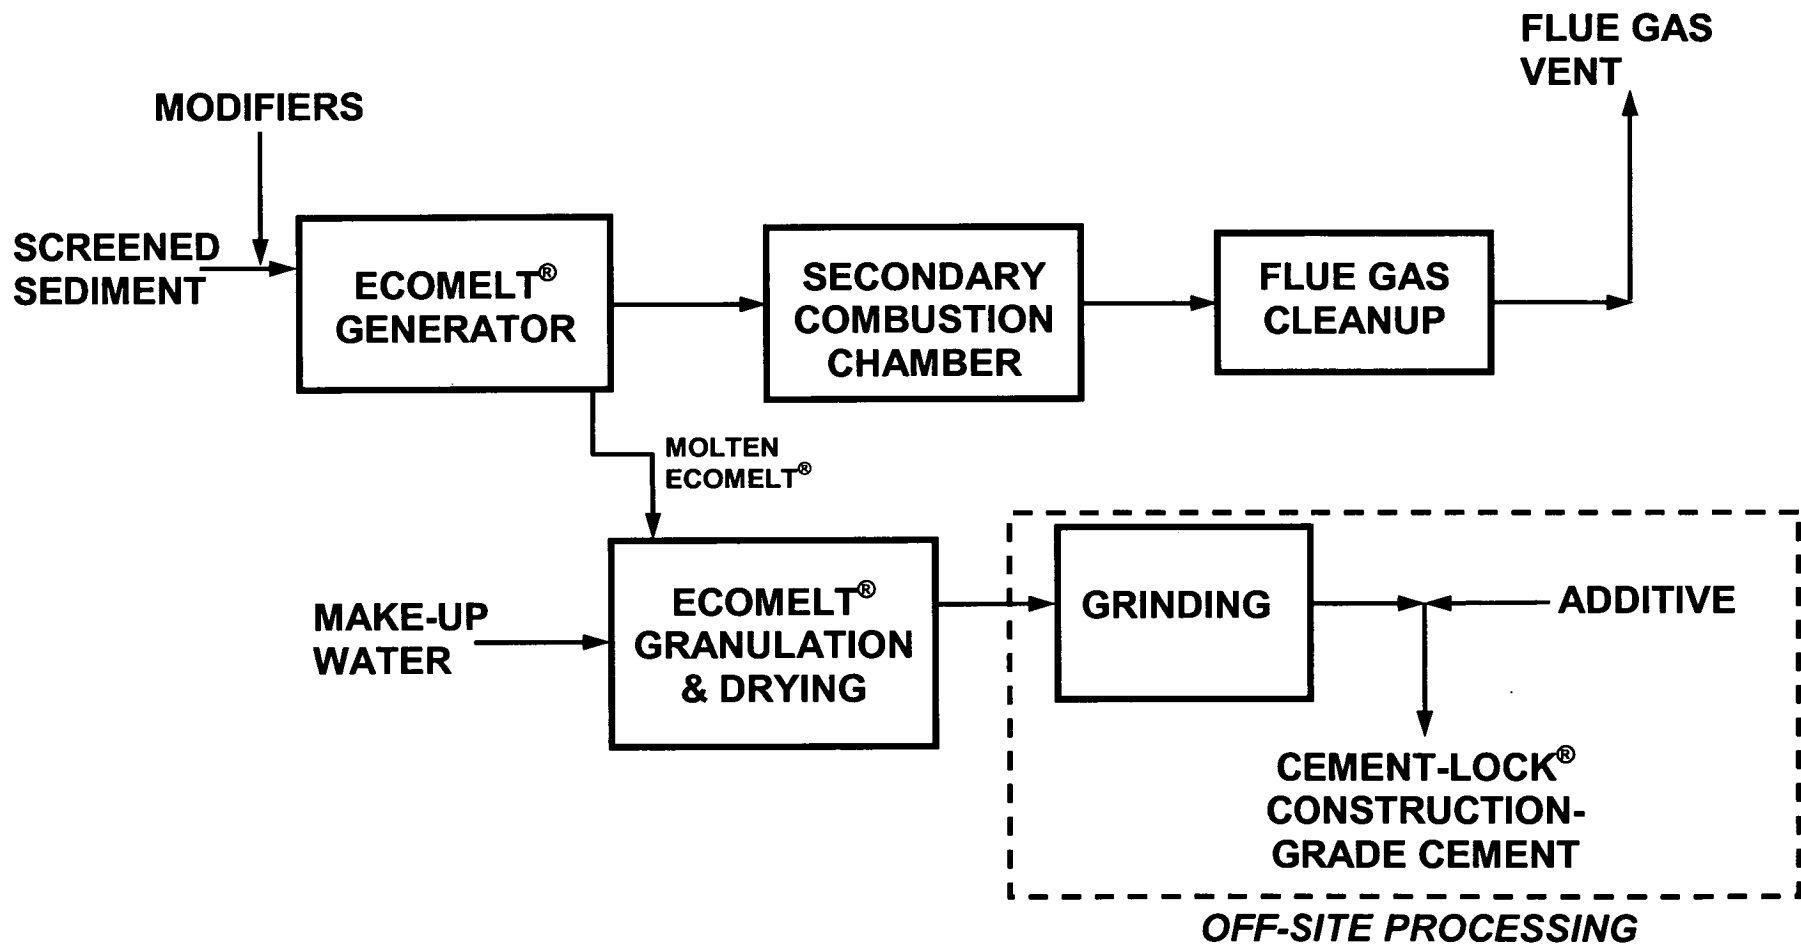 FLUE GAS
VENT
MODIFIERS
SCREENED
SEDIMENT
ECOMELT®
GENERATOR
SECONDARY
COMBUSTION
CHAMBER
FLUE GAS
CLEANUP
MOLTEN
ECOMELT®
MAKE-UP
WATER
ECOMELT®
GRANULATION
& DRYING
GRINDING
ADDITIVE
CEMENT-LOCK®
CONSTRUCTION-
GRADE CEMENT
OFF-SITE PROCESSING